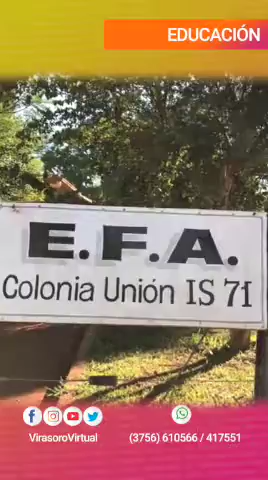 EDUCACIÓN
E.F.A.
Colonia Unión IS 71
VirasoroVirtual
(3756) 610566 / 417551